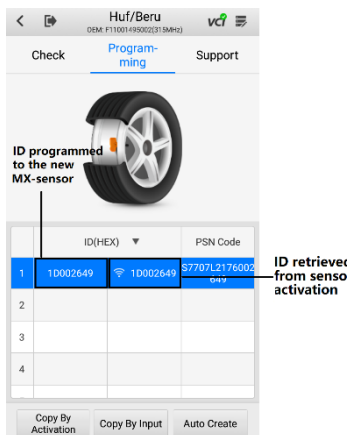 Huf/Beru
OEM: F11001495002(315MHz)
vcı
Check
Program-
ming
Support
ID programmed
to the new
MX-sensor
ID(HEX) ▼
PSN Code
1
1D002649
1D002649
S7707L2176002
649
ID retrieved
from senso
activation
2
3
4
Copy By
Activation
Copy By Input
Auto Create